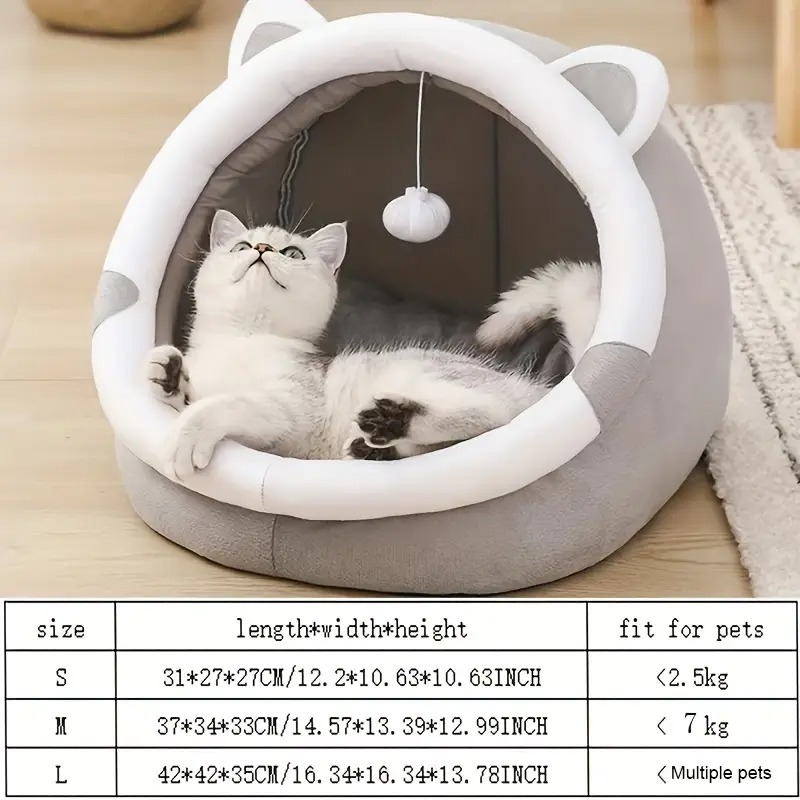 size length*width*height fit for pets
S 31*27*27CM/12.2*10.63*10.63INCH <2.5kg
M 37*34*33CM/14.57*13.39*12.99INCH < 7 kg
L 42*42*35CM/16.34*16.34*13.78INCH <Multiple pets